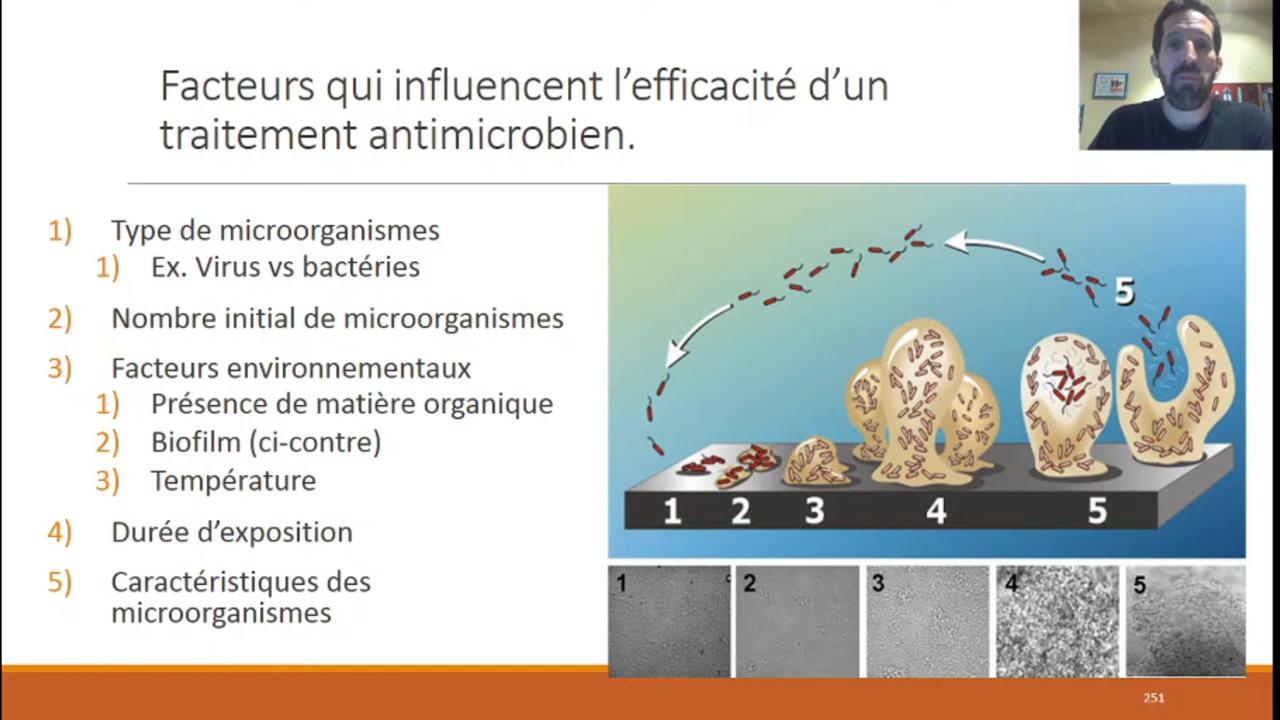 Facteurs qui influencent l’efficacité d’un
traitement antimicrobien.
1) Type de microorganismes
1) Ex. Virus vs bactéries
2) Nombre initial de microorganismes
3) Facteurs environnementaux
1) Présence de matière organique
2) Biofilm (ci-contre)
3) Température
4) Durée d’exposition
5) Caractéristiques des
microorganismes
5
1 2 3 4 5
1 2 3 4 5
251